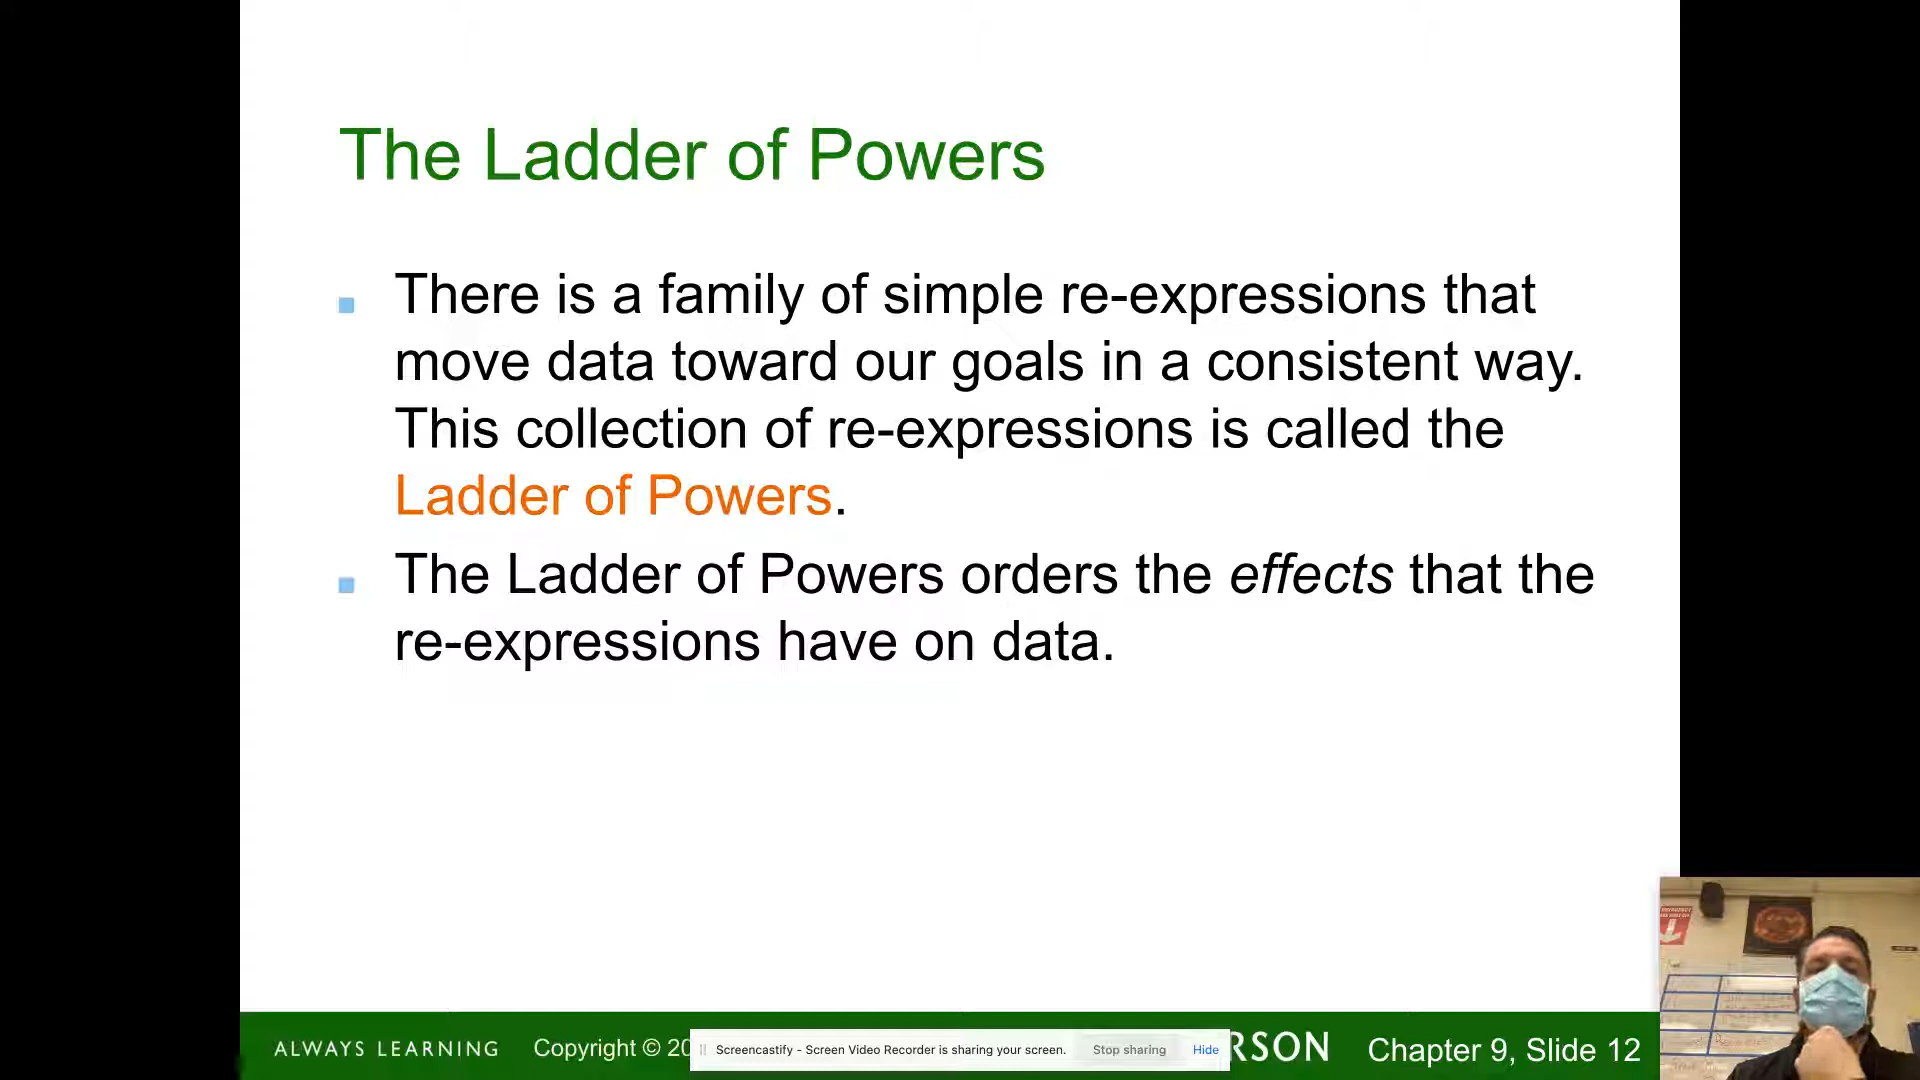 The Ladder of Powers
There is a family of simple re-expressions that
move data toward our goals in a consistent way.
This collection of re-expressions is called the
Ladder of Powers.
The Ladder of Powers orders the effects that the
re-expressions have on data.
ALWAYS LEARNING Copyright © 20 Screencastify - Screen Video Recorder is sharing your screen. Stop sharing Hide RSON Chapter 9, Slide 12